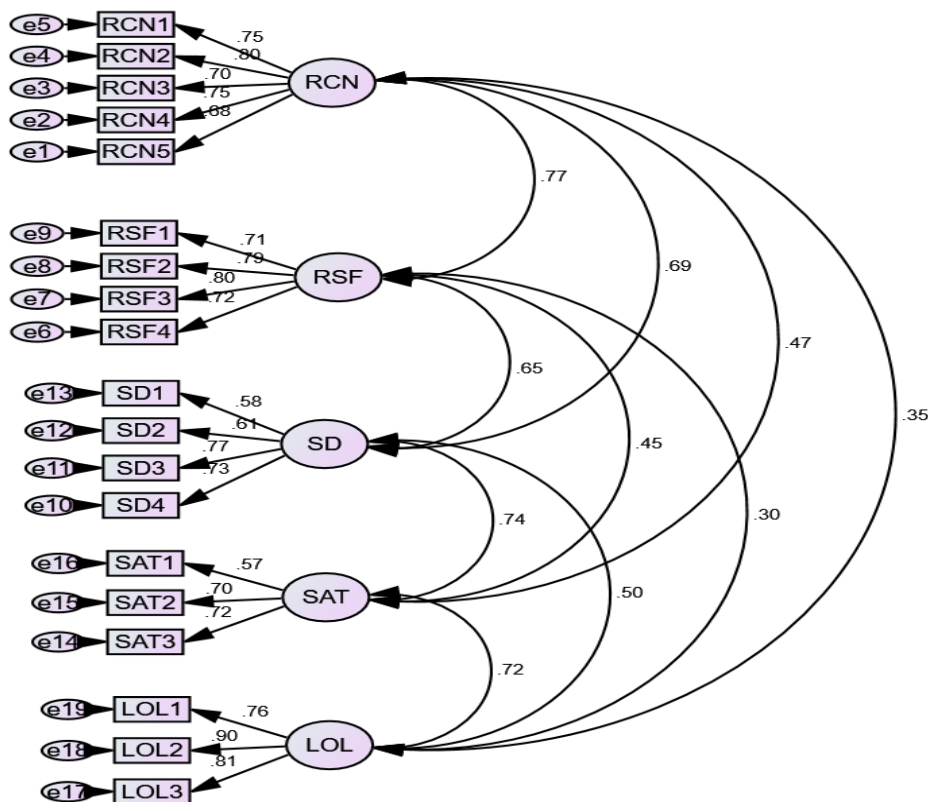 e5 RCN1 .75
e4 RCN2 .80
e3 RCN3 .70 RCN
e2 RCN4 .75
e1 RCN5 .68
.77
e9 RSF1 .71
e8 RSF2 .79 RSF .69
e7 RSF3 .80
e6 RSF4 .72
.47
.65
e13 SD1 .58
e12 SD2 .61 .35
e11 SD3 .77 SD .45
e10 SD4 .73
.74 .30
e16 SAT1 .57
e15 SAT2 .70 SAT .50
e14 SAT3 .72
.72
e19 LOL1 .76
e18 LOL2 .90 LOL
e17 LOL3 .81